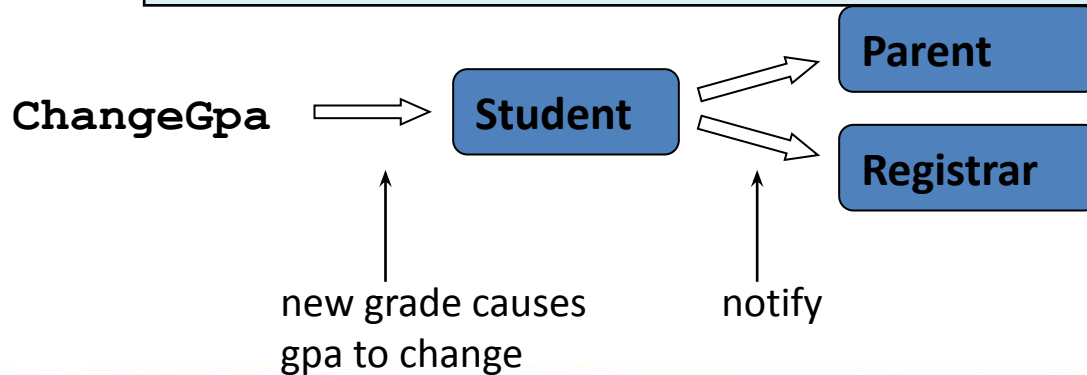 Parent
ChangeGpa
Student
Registrar
new grade causes
gpa to change
notify